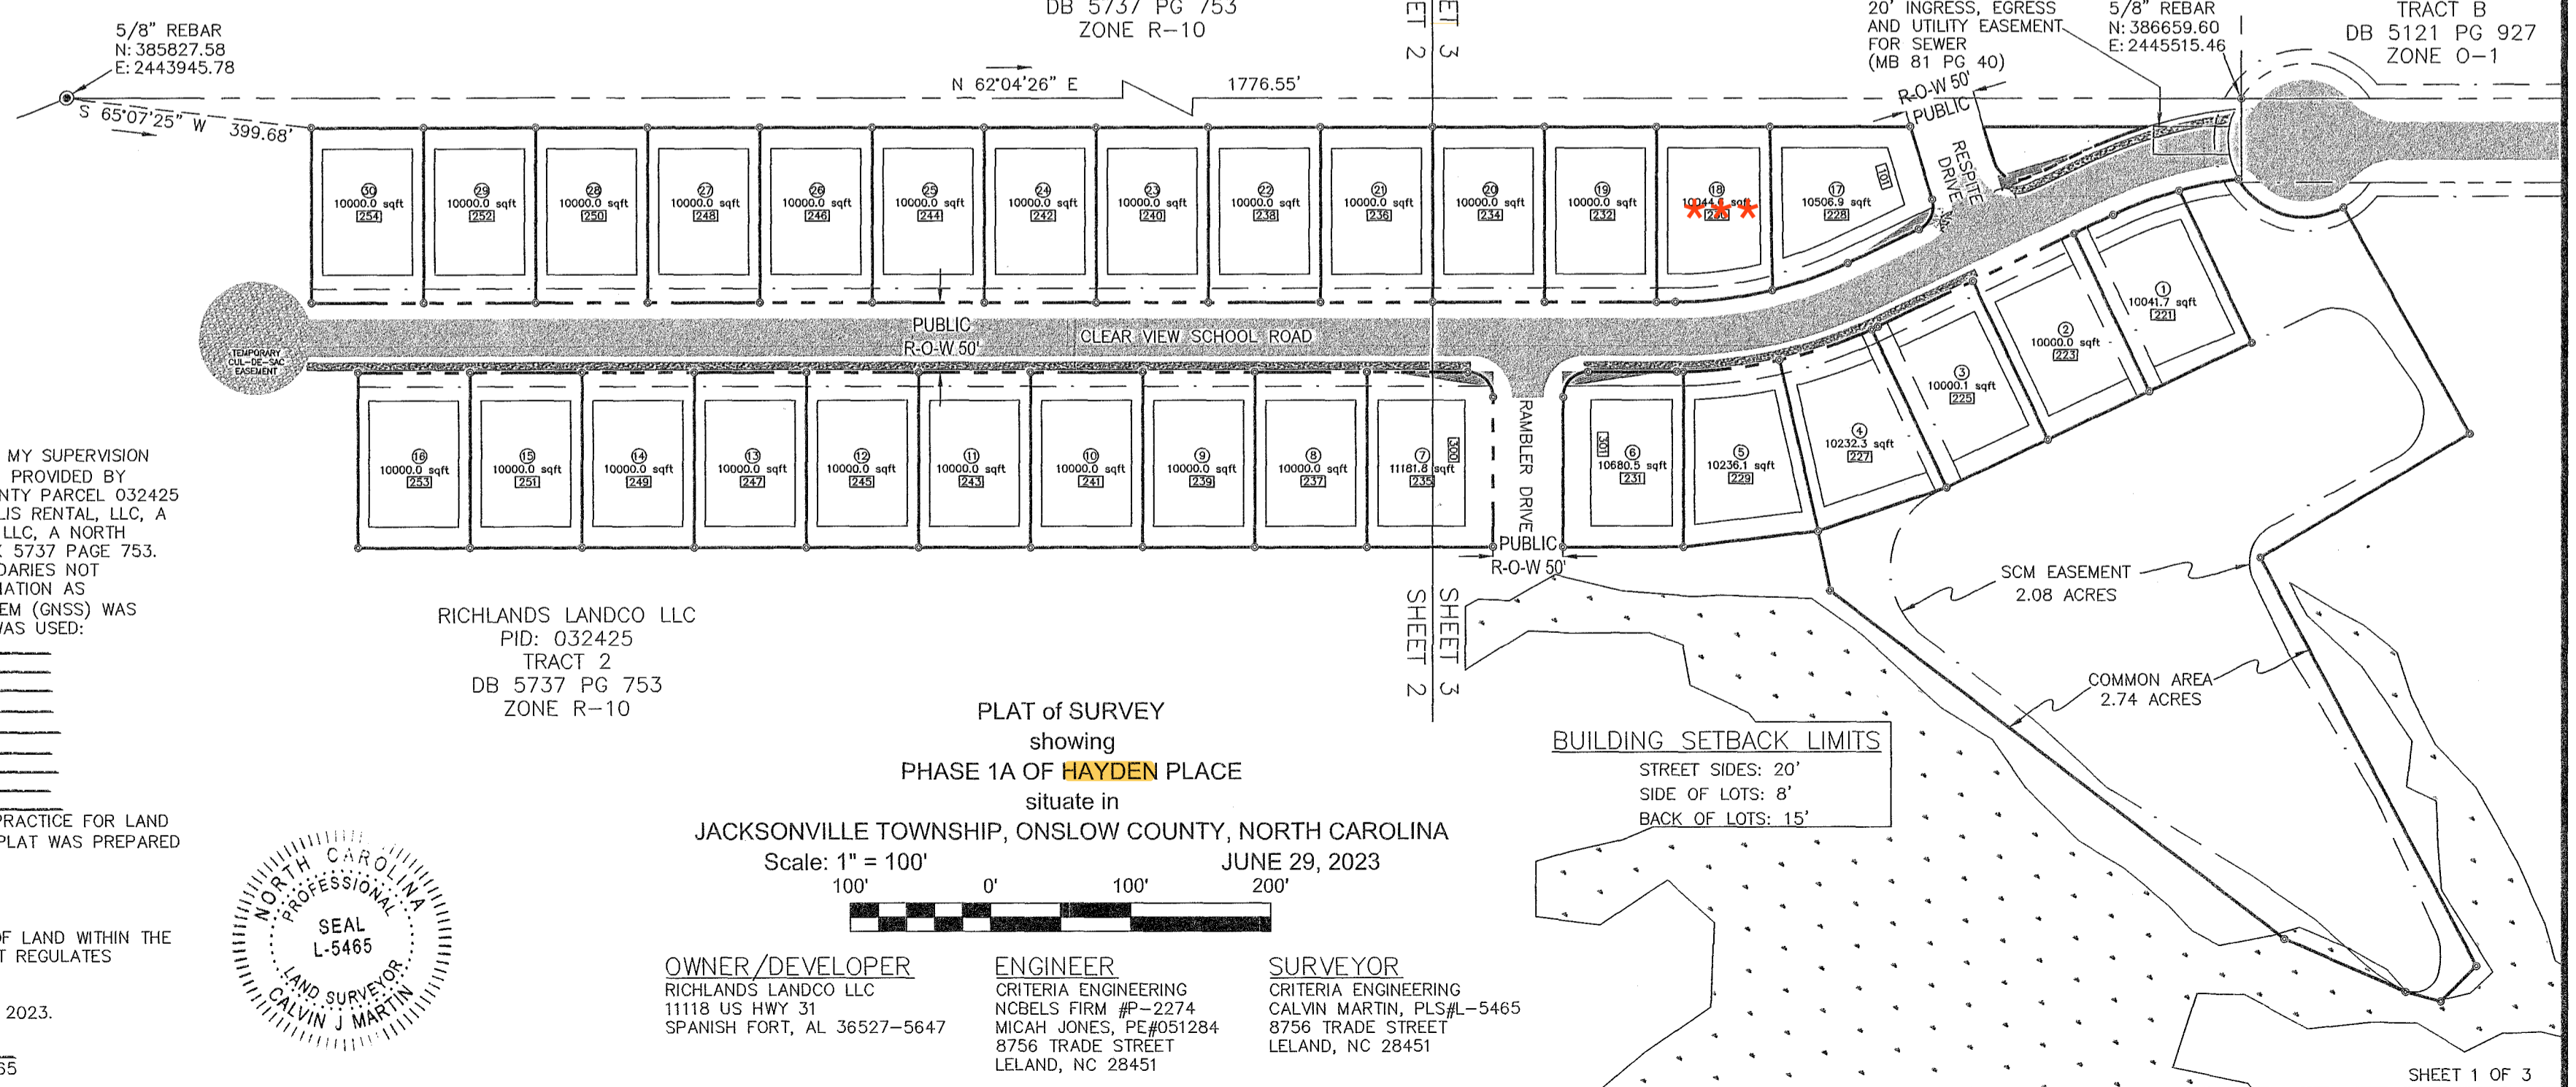 DB 5737 PG 753
ZONE R-10
5/8" REBAR
N: 385827.58
E: 2443945.78
S 65°07'25" W 399.68'
N 62°04'26" E 1776.55'
SHEET 2
SHEET 3
20' INGRESS, EGRESS
AND UTILITY EASEMENT
FOR SEWER
(MB 81 PG 40)
5/8" REBAR
N: 386659.60
E: 2445515.46
TRACT B
DB 5121 PG 927
ZONE O-1
R-O-W 50'
PUBLIC
RESPITE
DRIVE
30
10000.0 sqft
254
29
10000.0 sqft
252
28
10000.0 sqft
250
27
10000.0 sqft
248
26
10000.0 sqft
246
25
10000.0 sqft
244
24
10000.0 sqft
242
23
10000.0 sqft
240
22
10000.0 sqft
238
21
10000.0 sqft
236
20
10000.0 sqft
234
19
10000.0 sqft
232
18
***
17
10506.9 sqft
228
101
TEMPORARY
CUL-DE-SAC
EASEMENT
PUBLIC
R-O-W 50'
CLEAR VIEW SCHOOL ROAD
16
10000.0 sqft
253
15
10000.0 sqft
251
14
10000.0 sqft
249
13
10000.0 sqft
247
12
10000.0 sqft
245
11
10000.0 sqft
243
10
10000.0 sqft
241
9
10000.0 sqft
239
8
10000.0 sqft
237
7
11181.8 sqft
235
300
RAMBLER DRIVE
PUBLIC
R-O-W 50'
301
6
10680.5 sqft
231
5
10236.1 sqft
229
4
10232.3 sqft
227
3
10000.1 sqft
225
2
10000.0 sqft
223
1
10041.7 sqft
221
MY SUPERVISION
PROVIDED BY
NTY PARCEL 032425
LIS RENTAL, LLC, A
LLC, A NORTH
5737 PAGE 753.
DARIES NOT
MATION AS
EM (GNSS) WAS
WAS USED:
RICHLANDS LANDCO LLC
PID: 032425
TRACT 2
DB 5737 PG 753
ZONE R-10
SHEET 2
SHEET 3
SCM EASEMENT
2.08 ACRES
COMMON AREA
2.74 ACRES
PLAT of SURVEY
showing
PHASE 1A OF HAYDEN PLACE
situate in
JACKSONVILLE TOWNSHIP, ONSLOW COUNTY, NORTH CAROLINA
Scale: 1" = 100' JUNE 29, 2023
100' 0' 100' 200'
BUILDING SETBACK LIMITS
STREET SIDES: 20'
SIDE OF LOTS: 8'
BACK OF LOTS: 15'
PRACTICE FOR LAND
PLAT WAS PREPARED
OF LAND WITHIN THE
T REGULATES
2023.
65
NORTH CAROLINA
PROFESSIONAL
SEAL
L-5465
LAND SURVEYOR
CALVIN J MARTIN
OWNER/DEVELOPER
RICHLANDS LANDCO LLC
11118 US HWY 31
SPANISH FORT, AL 36527-5647
ENGINEER
CRITERIA ENGINEERING
NCBELS FIRM #P-2274
MICAH JONES, PE#051284
8756 TRADE STREET
LELAND, NC 28451
SURVEYOR
CRITERIA ENGINEERING
CALVIN MARTIN, PLS#L-5465
8756 TRADE STREET
LELAND, NC 28451
SHEET 1 OF 3